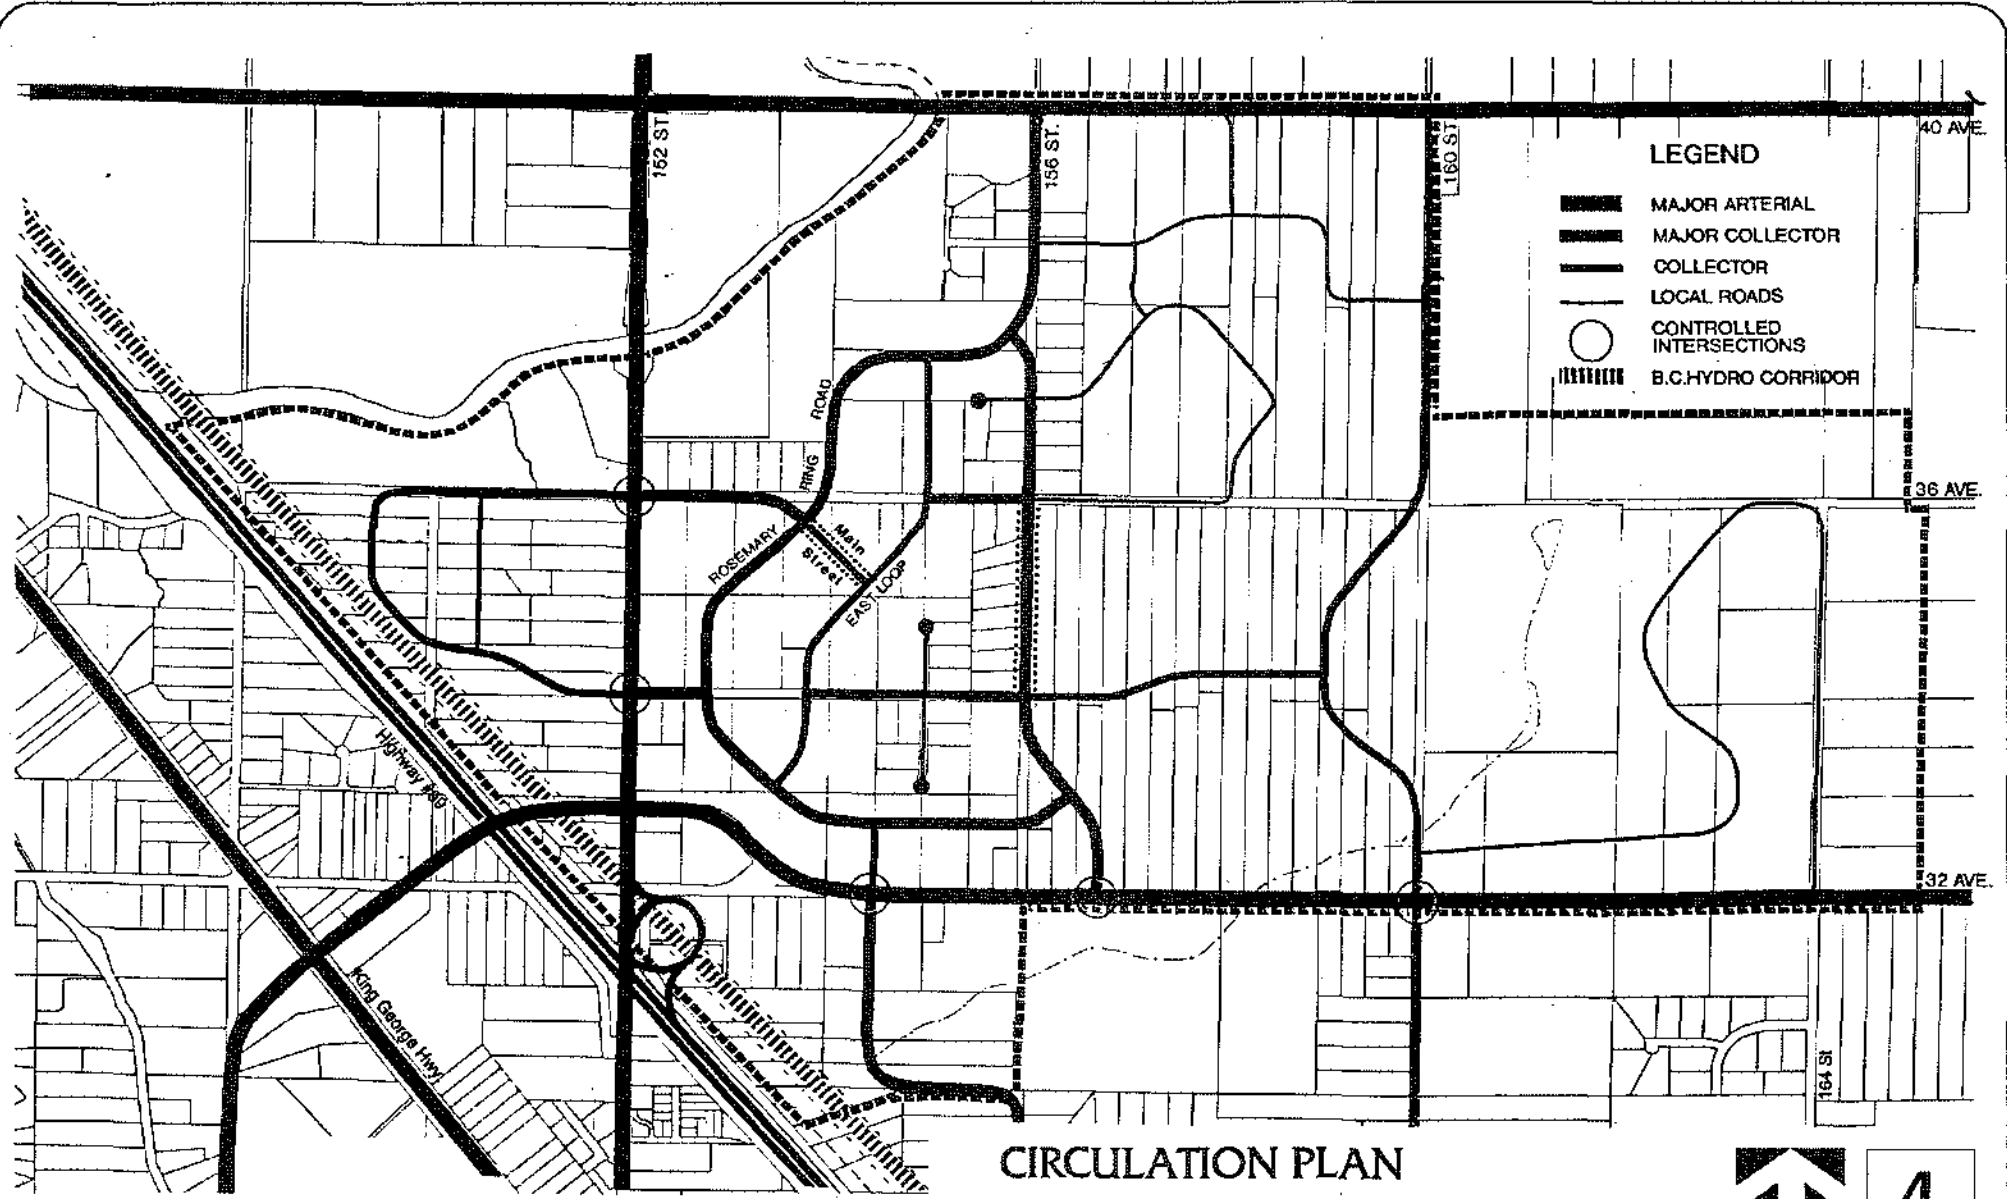 40 AVE.
152 ST.
156 ST.
160 ST.
LEGEND
MAJOR ARTERIAL
MAJOR COLLECTOR
COLLECTOR
LOCAL ROADS
CONTROLLED
INTERSECTIONS
B.C.HYDRO CORRIDOR
RING ROAD
36 AVE.
ROSEMARY
Main
Street
EAST LOOP
Highway #99
32 AVE.
King George Hwy.
164 St
CIRCULATION PLAN
4